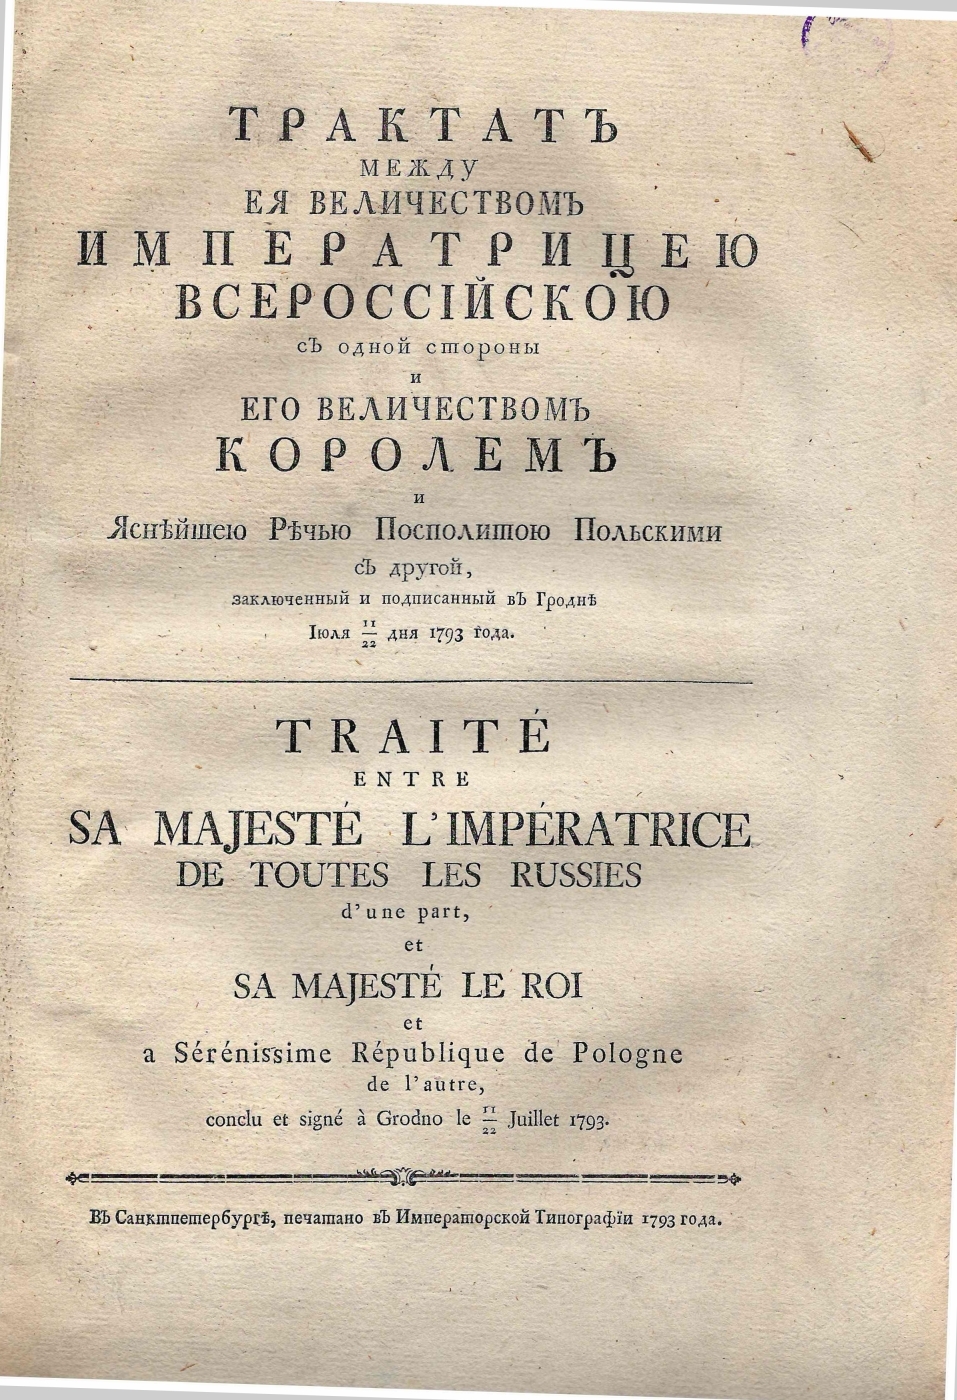 ТРАКТАТЪ
МЕЖДУ
ЕЯ ВЕЛИЧЕСТВОМЪ
ИМПЕРАТРИЦЕЮ
ВСЕРОССІЙСКОЮ
съ одной стороны
и
ЕГО ВЕЛИЧЕСТВОМЪ
КОРОЛЕМЪ
и
Яснѣйшею Рѣчью Посполитою Польскими
съ другой,
заключенный и подписанный въ Гроднѣ
Іюля 11/22 дня 1793 года.
TRAITÉ
ENTRE
SA MAJESTÉ L'IMPÉRATRICE
DE TOUTES LES RUSSIES
d'une part,
et
SA MAJESTÉ LE ROI
et
a Sérénissime République de Pologne
de l'autre,
conclu et signé à Grodno le 11/22 Juillet 1793.
Въ Санктпетербургѣ, печатано въ Императорской Типографїи 1793 года.